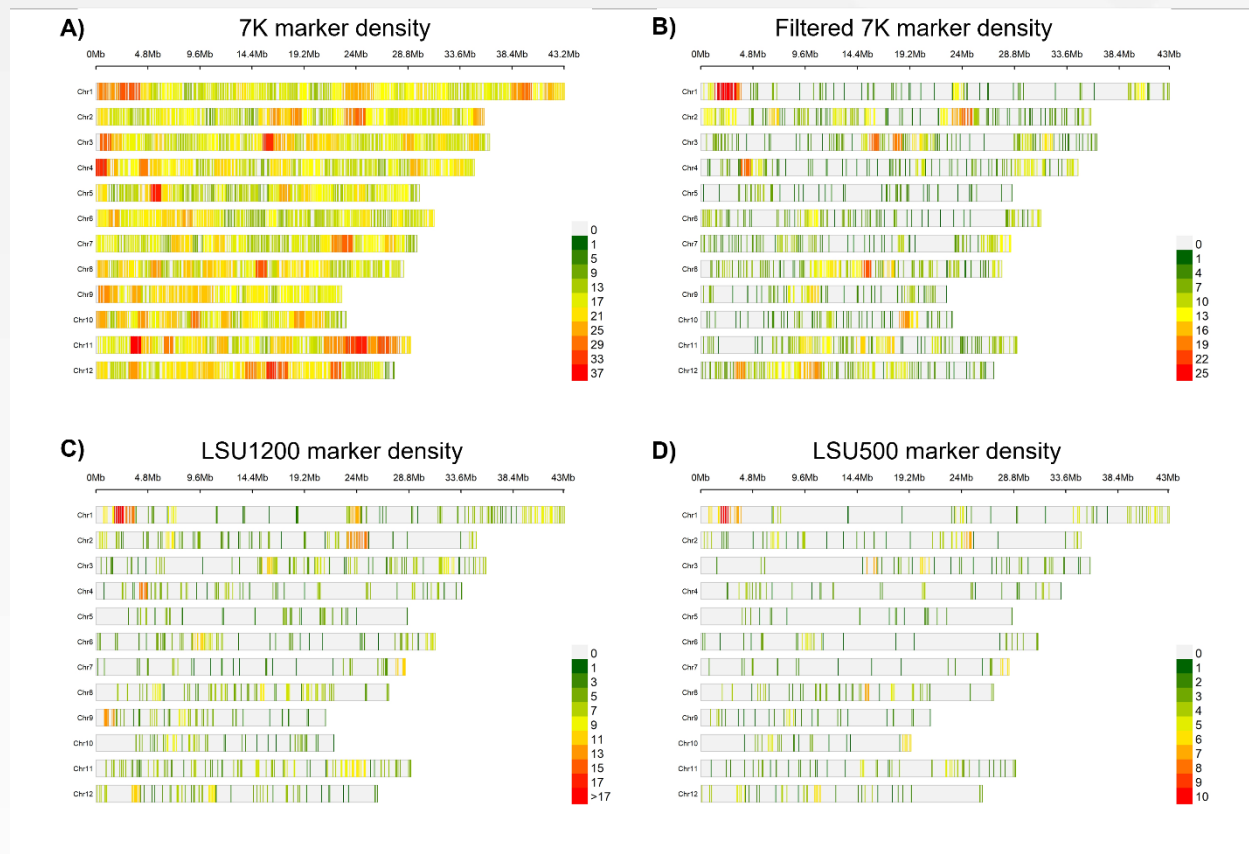 A) 7K marker density
0Mb 4.8Mb 9.6Mb 14.4Mb 19.2Mb 24Mb 28.8Mb 33.6Mb 38.4Mb 43.2Mb
Chr1
Chr2
Chr3
Chr4
Chr5
Chr6
Chr7
Chr8
Chr9
Chr10
Chr11
Chr12
0
1
5
9
13
17
21
25
29
33
37
B) Filtered 7K marker density
0Mb 4.8Mb 9.6Mb 14.4Mb 19.2Mb 24Mb 28.8Mb 33.6Mb 38.4Mb 43Mb
Chr1
Chr2
Chr3
Chr4
Chr5
Chr6
Chr7
Chr8
Chr9
Chr10
Chr11
Chr12
0
1
4
7
10
13
16
19
22
25
C) LSU1200 marker density
0Mb 4.8Mb 9.6Mb 14.4Mb 19.2Mb 24Mb 28.8Mb 33.6Mb 38.4Mb 43Mb
Chr1
Chr2
Chr3
Chr4
Chr5
Chr6
Chr7
Chr8
Chr9
Chr10
Chr11
Chr12
0
1
3
5
7
9
11
13
15
17
>17
D) LSU500 marker density
0Mb 4.8Mb 9.6Mb 14.4Mb 19.2Mb 24Mb 28.8Mb 33.6Mb 38.4Mb 43Mb
Chr1
Chr2
Chr3
Chr4
Chr5
Chr6
Chr7
Chr8
Chr9
Chr10
Chr11
Chr12
0
1
2
3
4
5
6
7
8
9
10